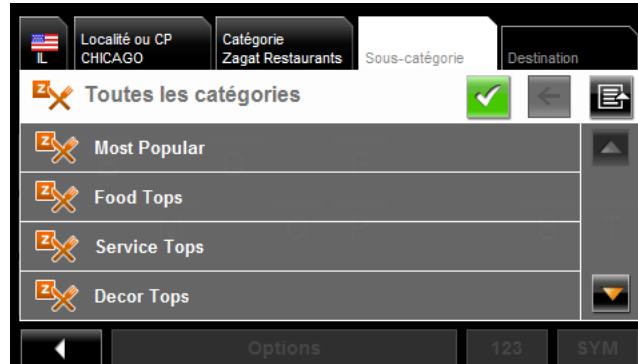 IL
Localité ou CP
CHICAGO
Catégorie
Zagat Restaurants
Sous-catégorie
Destination
Z Toutes les catégories
Z Most Popular
Z Food Tops
Z Service Tops
Z Decor Tops
Options 123 SYM